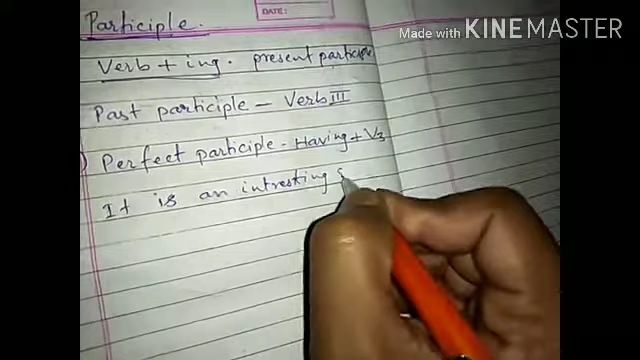 DATE:
Made with KINEMASTER
Participle.
Verb + ing. present participle
Past participle - Verb III
Perfect participle - Having + V3
It is an intresting s